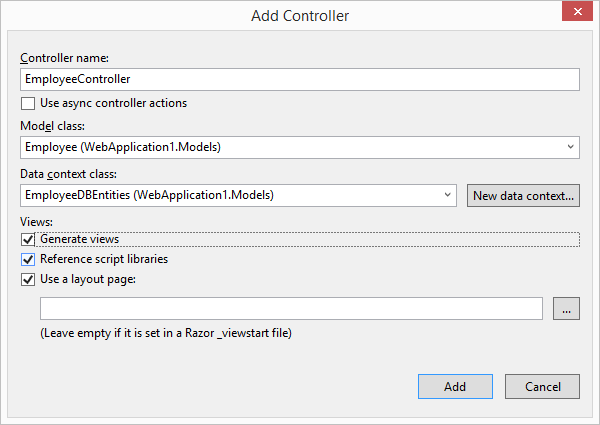 Add Controller
Controller name:
EmployeeController
Use async controller actions
Model class:
Employee (WebApplication1.Models)
Data context class:
EmployeeDBEntities (WebApplication1.Models)
New data context...
Views:
Generate views
Reference script libraries
Use a layout page:
...
(Leave empty if it is set in a Razor _viewstart file)
Add
Cancel